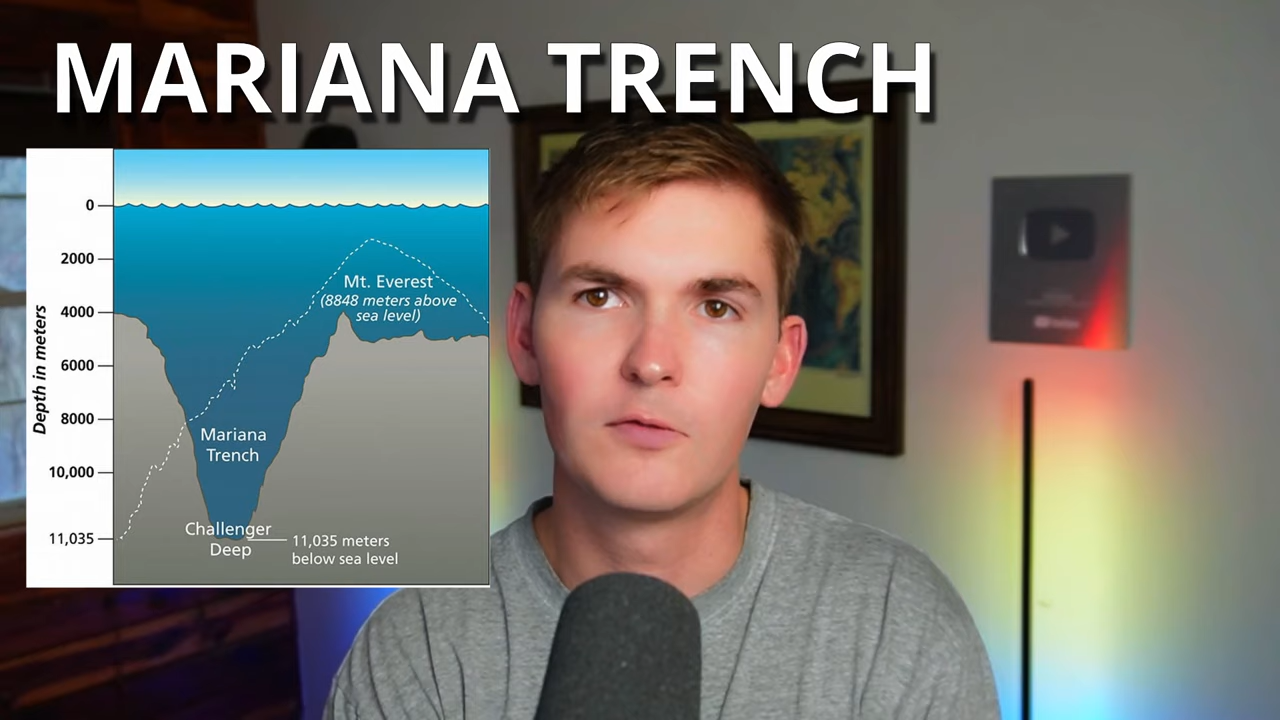 MARIANA TRENCH
0
2000
4000
6000
8000
10,000
11,035
Depth in meters
Mt. Everest
(8848 meters above
sea level)
Mariana
Trench
Challenger
Deep
11,035 meters
below sea level